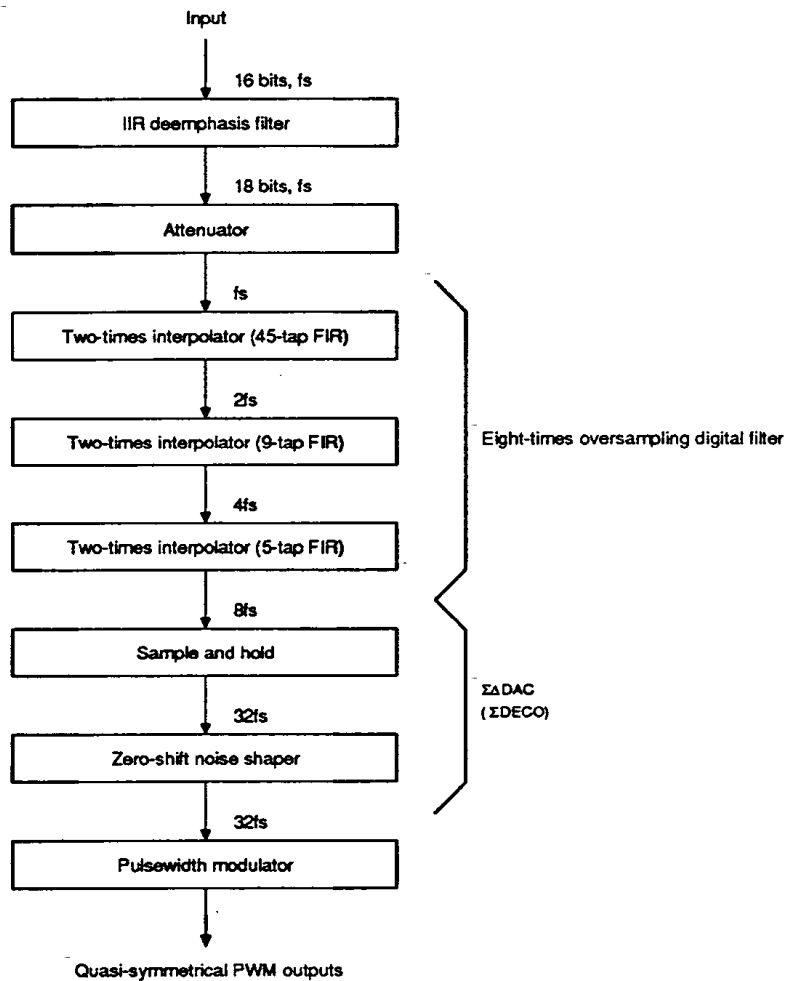 Input
16 bits, fs
IIR deemphasis filter
18 bits, fs
Attenuator
fs
Two-times interpolator (45-tap FIR)
2fs
Two-times interpolator (9-tap FIR)
Eight-times oversampling digital filter
4fs
Two-times interpolator (5-tap FIR)
8fs
Sample and hold
ΣΔDAC
(ΣDECO)
32fs
Zero-shift noise shaper
32fs
Pulsewidth modulator
Quasi-symmetrical PWM outputs